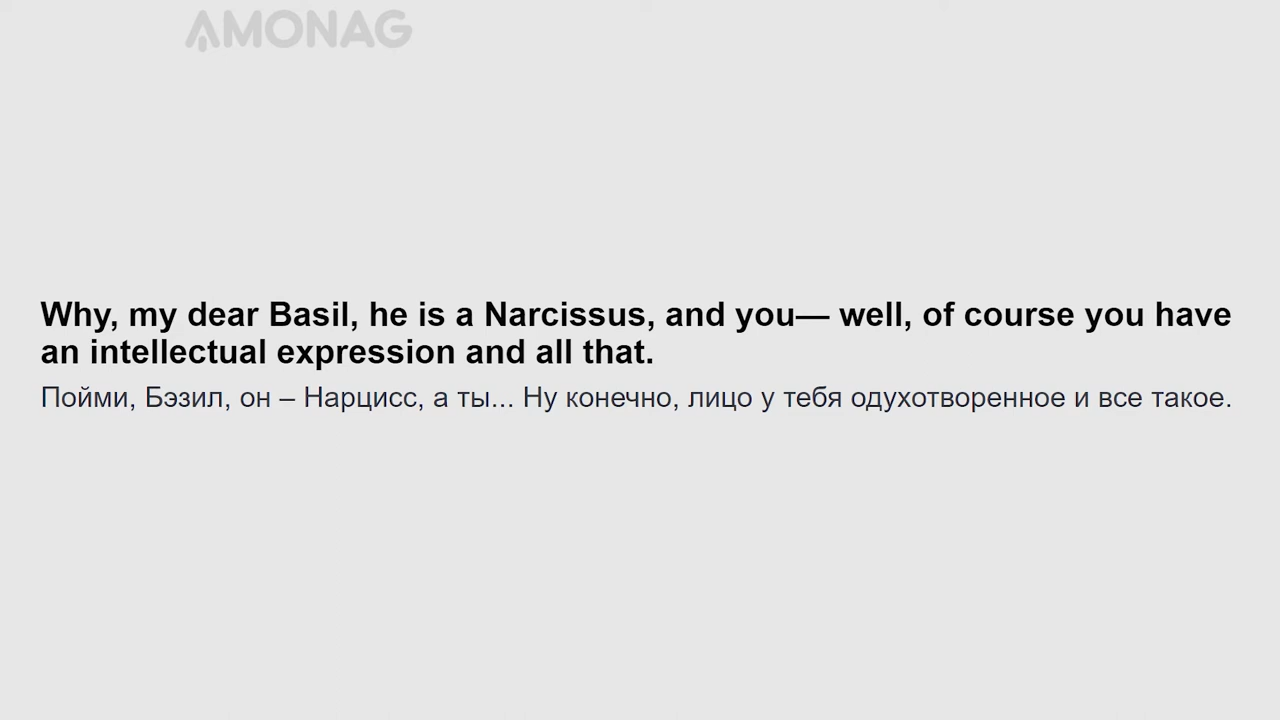 AMONAG
Why, my dear Basil, he is a Narcissus, and you— well, of course you have
an intellectual expression and all that.
Пойми, Бэзил, он – Нарцисс, а ты... Ну конечно, лицо у тебя одухотворенное и все такое.